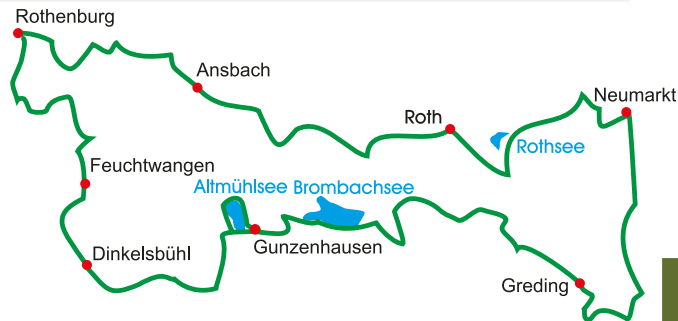 Rothenburg
Ansbach
Neumarkt
Roth
Rothsee
Feuchtwangen
Altmühlsee Brombachsee
Gunzenhausen
Dinkelsbühl
Greding